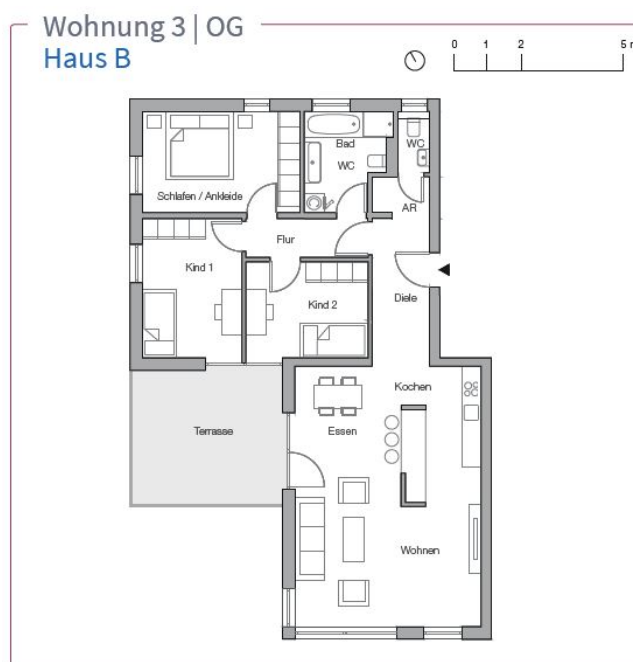 Wohnung 3 | OG
Haus B
0 1 2 5 m
Bad
WC
WC
Schlafen / Ankleide
AR
Flur
Kind 1
Kind 2
Diele
Kochen
Terrasse
Essen
Wohnen